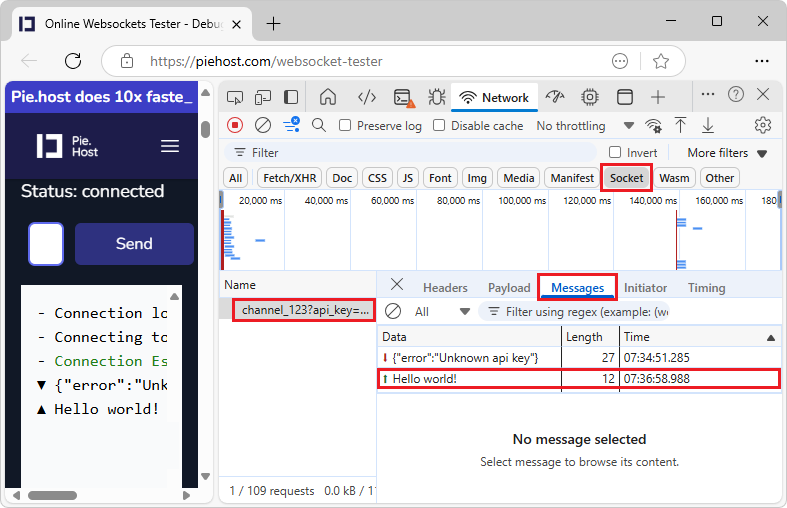 Online Websockets Tester - Debug
https://piehost.com/websocket-tester
Pie.host does 10x faste_
Pie.
Host
Status: connected
Send
- Connection lo
- Connecting to
- Connection Es
▼ {"error":"Unk
▲ Hello world!
Network
Preserve log
Disable cache
No throttling
Filter
Invert
More filters
All
Fetch/XHR
Doc
CSS
JS
Font
Img
Media
Manifest
Socket
Wasm
Other
20,000 ms
40,000 ms
60,000 ms
80,000 ms
100,000 ms
120,000 ms
140,000 ms
160,000 ms
180
Name
channel_123?api_key=...
1 / 109 requests
0.0 kB / 1
Headers
Payload
Messages
Initiator
Timing
All
Filter using regex (example: (we
Data
Length
Time
{"error":"Unknown api key"}
27
07:34:51.285
Hello world!
12
07:36:58.988
No message selected
Select message to browse its content.